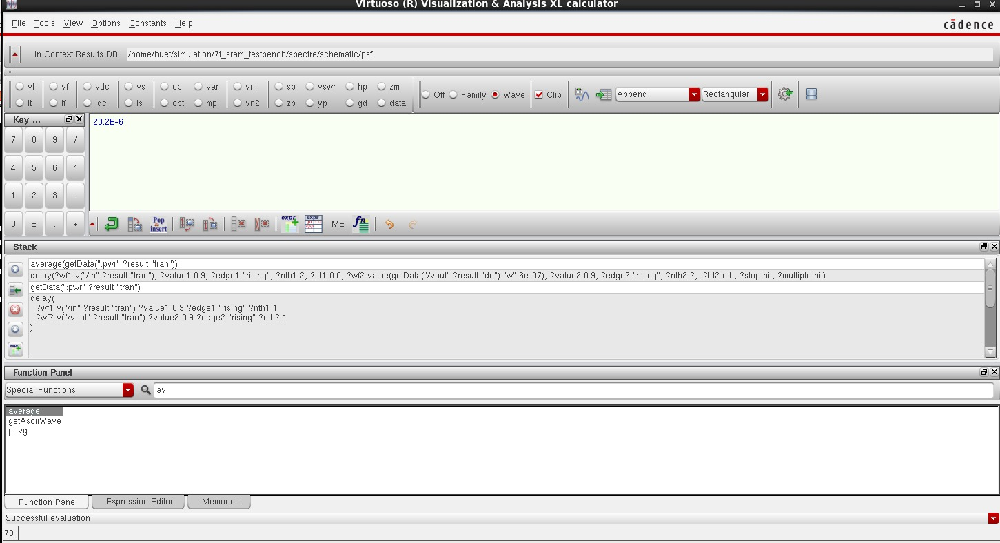 Virtuoso (R) Visualization & Analysis XL calculator
File Tools View Options Constants Help
cādence
In Context Results DB: /home/buet/simulation/7t_sram_testbench/spectre/schematic/psf
vt vf vdc vs op var vn sp vswr hp zm
it if idc is opt mp vn2 zp yp gd data
Off Family Wave Clip Append Rectangular
Key ...
7 8 9 /
4 5 6 *
1 2 3 -
0 ± . +
23.2E-6
Pop & insert expr expr ME fn
Stack
average(getData(":pwr" ?result "tran"))
delay(?wf1 v("/in" ?result "tran"), ?value1 0.9, ?edge1 "rising", ?nth1 2, ?td1 0.0, ?wf2 value(getData("/vout" ?result "dc") "w" 6e-07), ?value2 0.9, ?edge2 "rising", ?nth2 2,  ?td2 nil , ?stop nil, ?multiple nil)
getData(":pwr" ?result "tran")
delay(
?wf1 v("/in" ?result "tran") ?value1 0.9 ?edge1 "rising" ?nth1 1
?wf2 v("/vout" ?result "tran") ?value2 0.9 ?edge2 "rising" ?nth2 1
)
expr
Function Panel
Special Functions av
average
getAsciiWave
pavg
Function Panel Expression Editor Memories
Successful evaluation
70